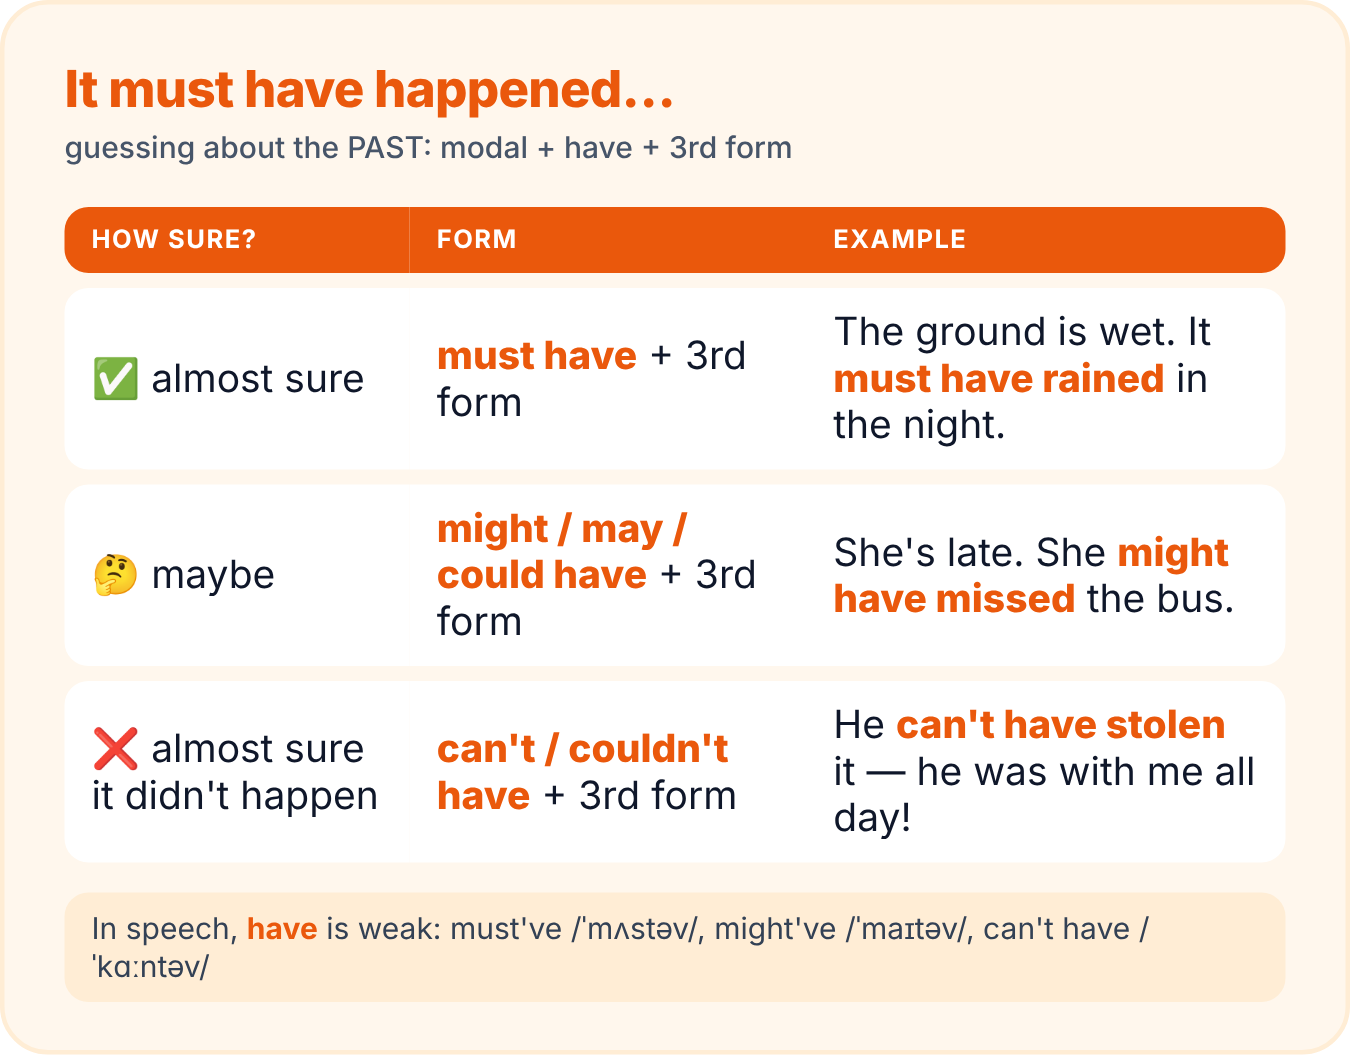 It must have happened…
guessing about the PAST: modal + have + 3rd form
HOW SURE? FORM EXAMPLE
✅ almost sure
must have + 3rd
form
The ground is wet. It
must have rained in
the night.
🤔 maybe
might / may /
could have + 3rd
form
She's late. She might
have missed the bus.
❌ almost sure
it didn't happen
can't / couldn't
have + 3rd form
He can't have stolen
it — he was with me all
day!
In speech, have is weak: must've /ˈmʌstəv/, might've /ˈmaɪtəv/, can't have /
ˈkɑːntəv/